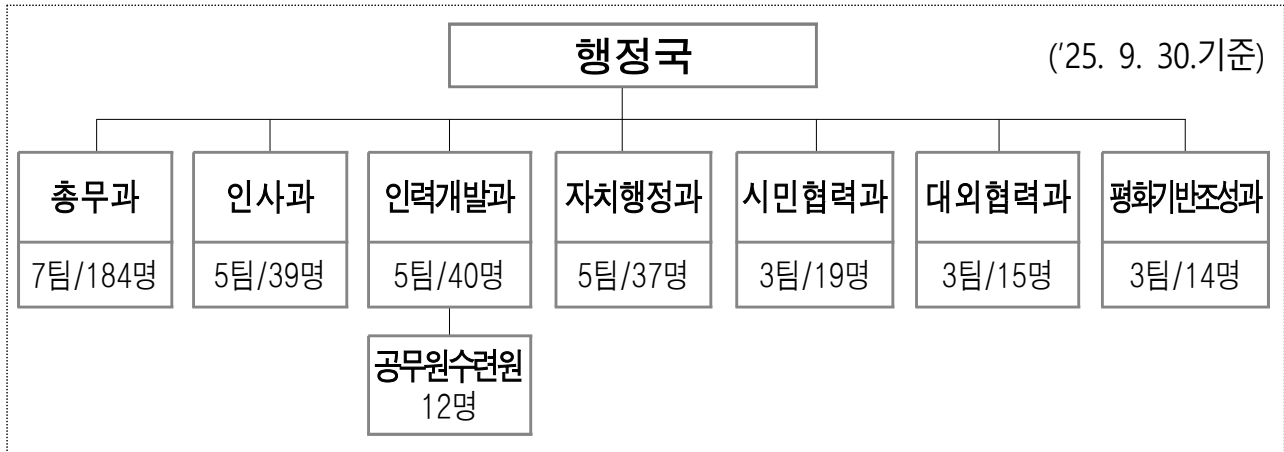 행정국
('25. 9. 30.기준)
총무과
인사과
인력개발과
자치행정과
시민협력과
대외협력과
평화기반조성과
7팀/184명
5팀/39명
5팀/40명
5팀/37명
3팀/19명
3팀/15명
3팀/14명
공무원수련원
12명